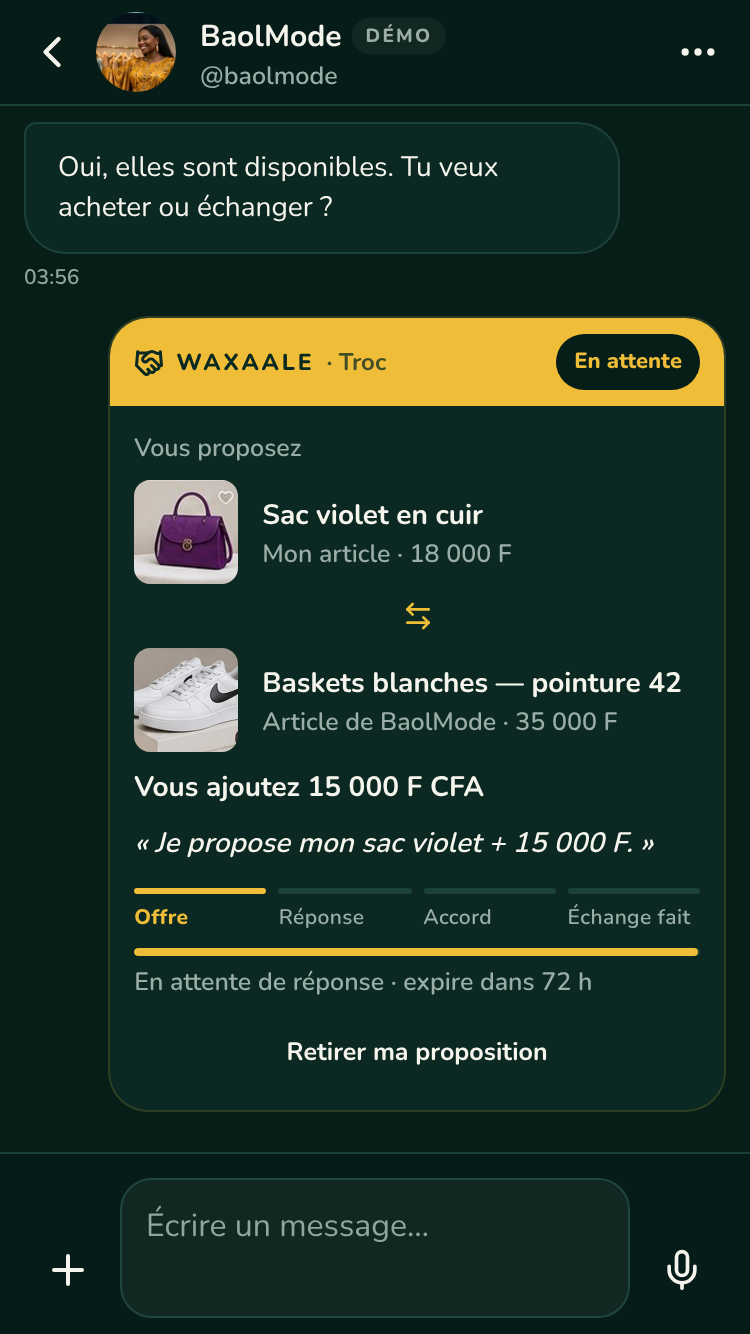 BaolMode DÉMO
@baolmode
Oui, elles sont disponibles. Tu veux
acheter ou échanger ?
03:56
WAXAALE · Troc En attente
Vous proposez
Sac violet en cuir
Mon article · 18 000 F
Baskets blanches — pointure 42
Article de BaolMode · 35 000 F
Vous ajoutez 15 000 F CFA
« Je propose mon sac violet + 15 000 F. »
Offre Réponse Accord Échange fait
En attente de réponse · expire dans 72 h
Retirer ma proposition
Écrire un message...